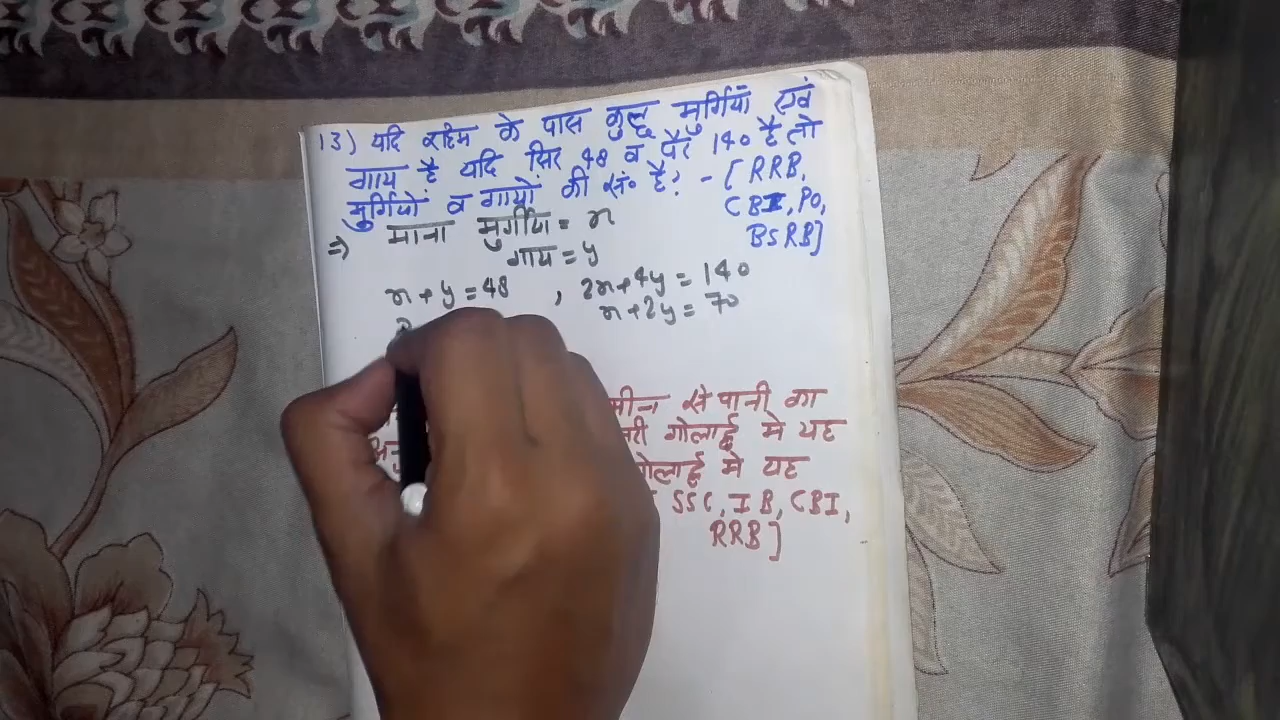 13) यदि रहिम के पास कुल मुर्गियाँ एवं
गाय है यदि सिर 48 व पैर 140 है तो
मुर्गियो व गायो की सं० है? - [RRB,
CBI, PO,
BSRB]
⇒ माना मुर्गीया = x
गाय = y
x + y = 48 , 2x + 4y = 140
x + 2y = 70
से पानी का
गोलार्द्ध मे यह
गोलार्द्ध मे यह
SSC, IB, CBI,
RRB]